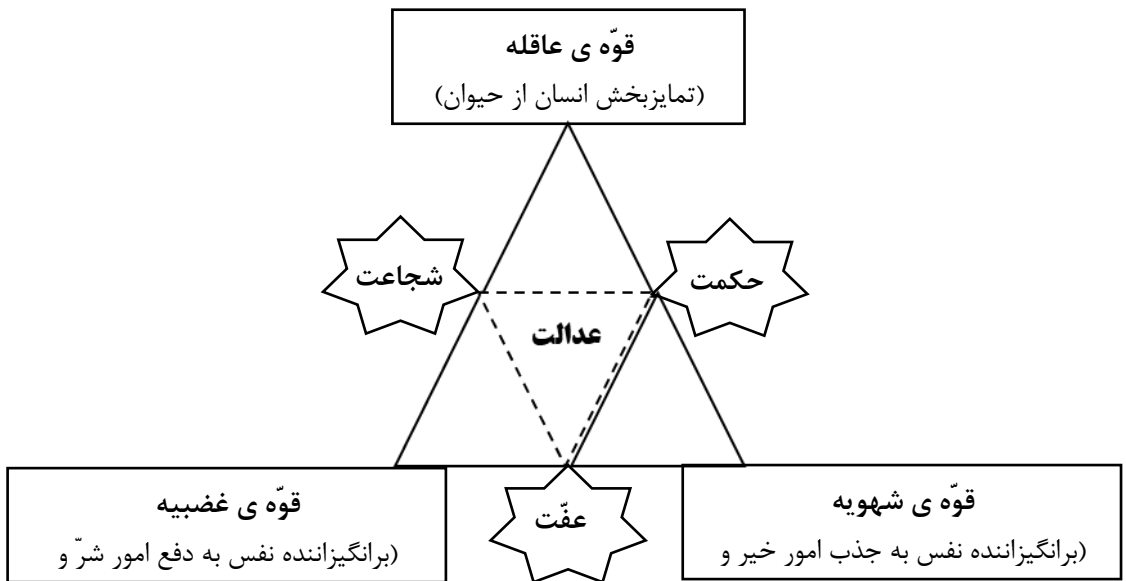 قوّه ی عاقله
(تمایزبخش انسان از حیوان)
حکمت
شجاعت
عدالت
قوّه ی شهویه
(برانگیزاننده نفس به جذب امور خیر و
عفّت
قوّه ی غضبیه
(برانگیزاننده نفس به دفع امور شرّ و